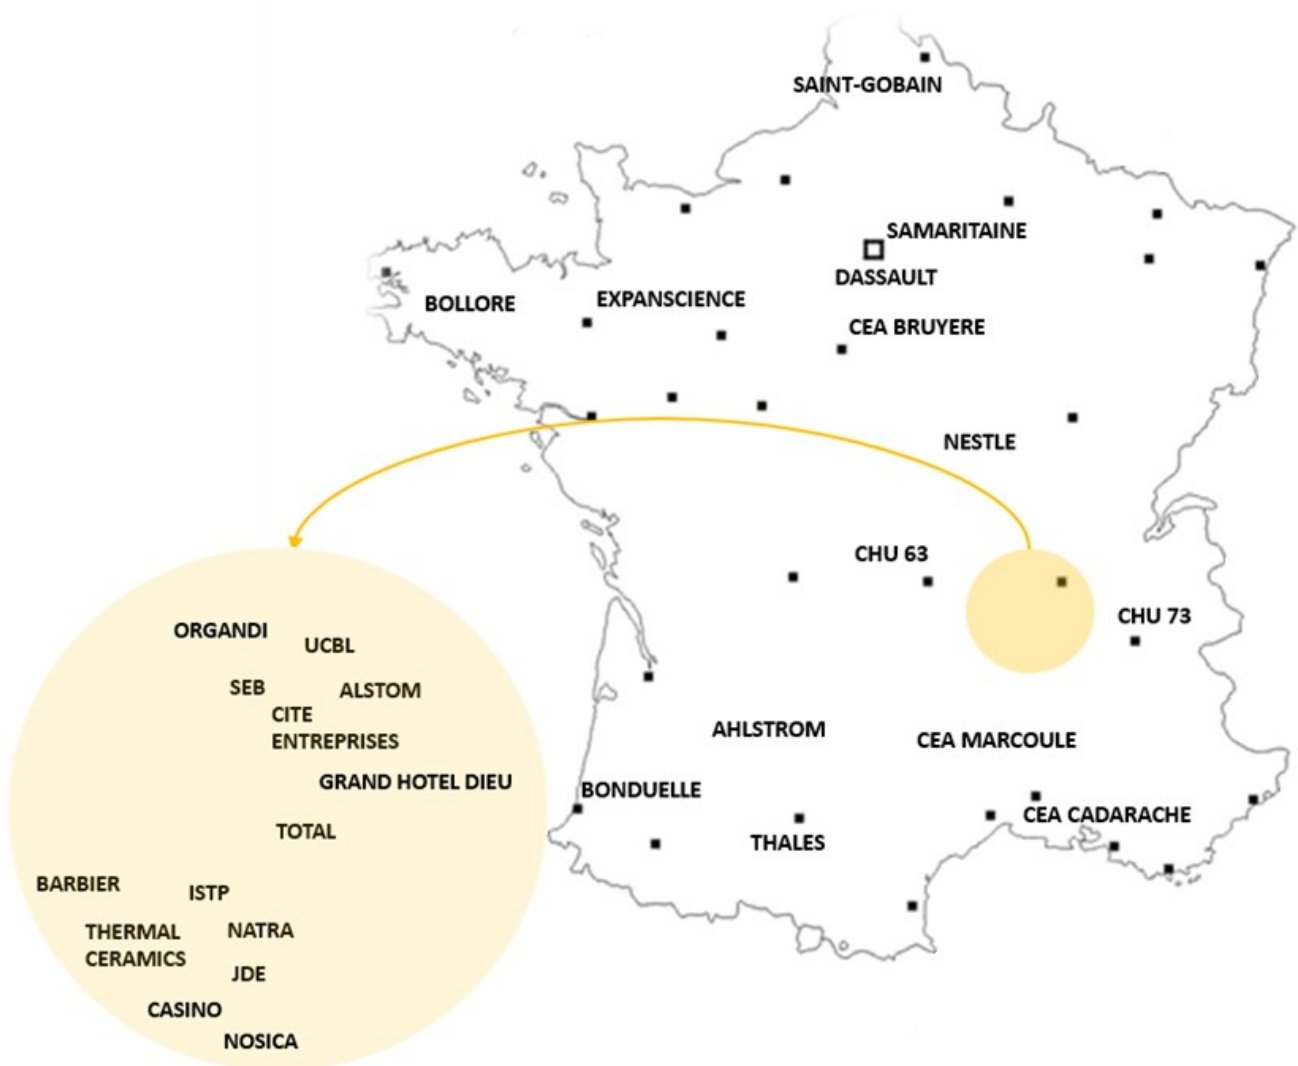 SAINT-GOBAIN
SAMARITAINE
DASSAULT
BOLLORE
EXPANSCIENCE
CEA BRUYERE
NESTLE
CHU 63
CHU 73
AHLSTROM
CEA MARCOULE
BONDUELLE
CEA CADARACHE
THALES
ORGANDI
UCBL
SEB
ALSTOM
CITE
ENTREPRISES
GRAND HOTEL DIEU
TOTAL
BARBIER
ISTP
THERMAL
CERAMICS
NATRA
JDE
CASINO
NOSICA